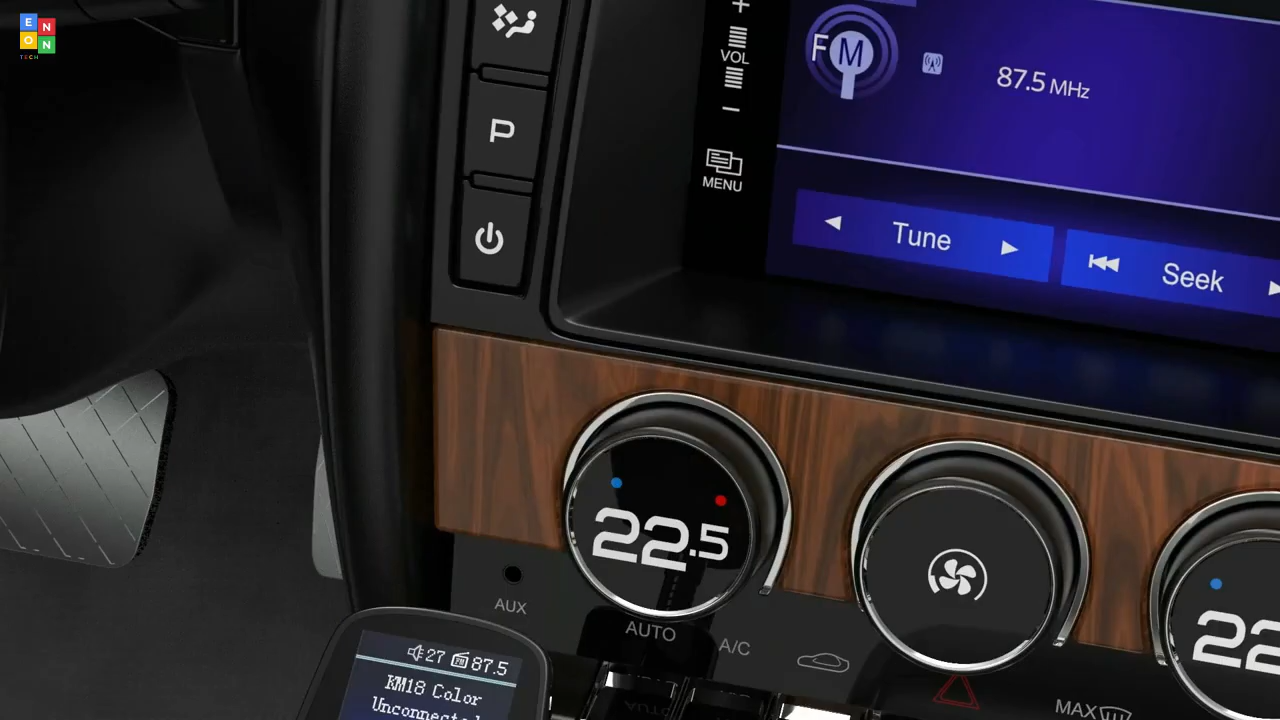 E N
O N
TECH
+
VOL
−
MENU
P
FM
87.5 MHz
Tune
Seek
22.5
22
AUX
AUTO
A/C
MAX
27 FM 87.5
KM18 Color